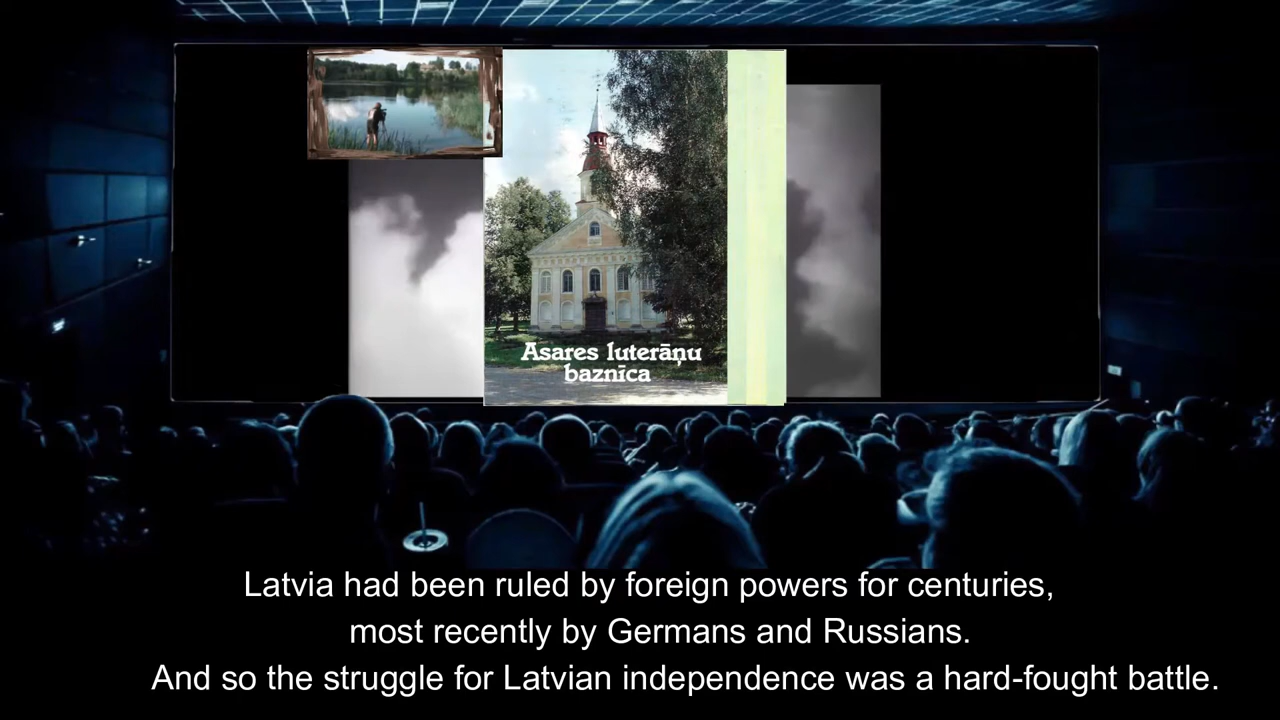 Asares luterāņu
baznīca
Latvia had been ruled by foreign powers for centuries,
most recently by Germans and Russians.
And so the struggle for Latvian independence was a hard-fought battle.